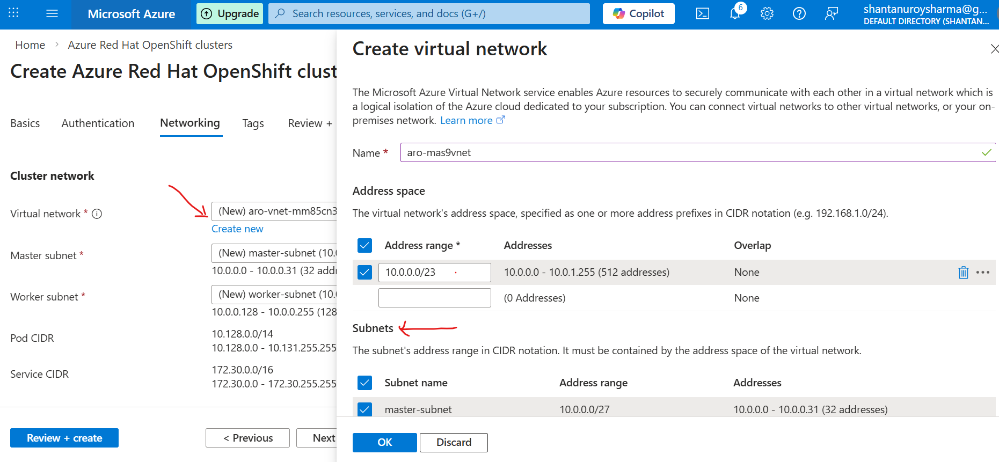 Microsoft Azure
Upgrade
Search resources, services, and docs (G+/)
Copilot
6
shantanuroysharma@g...
DEFAULT DIRECTORY (SHANTAN...
Home > Azure Red Hat OpenShift clusters
Create Azure Red Hat OpenShift clust
Basics
Authentication
Networking
Tags
Review +
Cluster network
Virtual network *
(New) aro-vnet-mm85cn3
Create new
Master subnet *
(New) master-subnet (10.0
10.0.0.0 - 10.0.0.31 (32 addr
Worker subnet *
(New) worker-subnet (10.0
10.0.0.128 - 10.0.0.255 (128
Pod CIDR
10.128.0.0/14
10.128.0.0 - 10.131.255.255
Service CIDR
172.30.0.0/16
172.30.0.0 - 172.30.255.255
Review + create
< Previous
Next
Create virtual network
The Microsoft Azure Virtual Network service enables Azure resources to securely communicate with each other in a virtual network which is
a logical isolation of the Azure cloud dedicated to your subscription. You can connect virtual networks to other virtual networks, or your on-
premises network. Learn more
Name *
aro-mas9vnet
Address space
The virtual network's address space, specified as one or more address prefixes in CIDR notation (e.g. 192.168.1.0/24).
Address range * Addresses Overlap
10.0.0.0/23 10.0.0.0 - 10.0.1.255 (512 addresses) None
(0 Addresses) None
Subnets
The subnet's address range in CIDR notation. It must be contained by the address space of the virtual network.
Subnet name Address range Addresses
master-subnet 10.0.0.0/27 10.0.0.0 - 10.0.0.31 (32 addresses)
OK
Discard